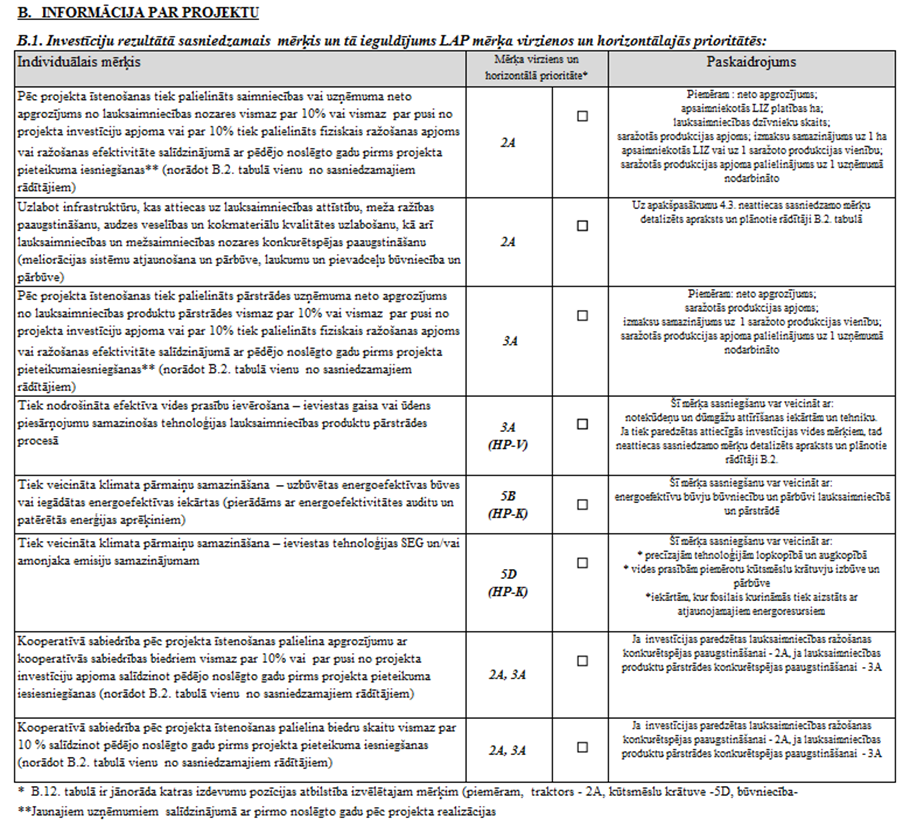 B. INFORMĀCIJA PAR PROJEKTU
B.1. Investīciju rezultātā sasniedzamais mērķis un tā ieguldījums LAP mērķa virzienos un horizontālajās prioritātēs:
Individuālais mērķis
Mērķa virziens un
horizontālā prioritāte*
Paskaidrojums
Pēc projekta īstenošanas tiek palielināts saimniecības vai uzņēmuma neto
apgrozījums no lauksaimniecības nozares vismaz par 10% vai vismaz par pusi no
projekta investīciju apjoma vai par 10% tiek palielināts fiziskais ražošanas apjoms
vai ražošanas efektivitāte salīdzinājumā ar pēdējo noslēgto gadu pirms projekta
pieteikuma iesniegšanas** (norādot B.2. tabulā vienu no sasniedzamajiem
rādītājiem)
2A
☐
Piemēram : neto apgrozījums;
apsaimniekotās LIZ platības ha;
lauksaimniecības dzīvnieku skaits;
saražotās produkcijas apjoms; izmaksu samazinājums uz 1 ha
apsaimniekotās LIZ vai uz 1 saražoto produkcijas vienību;
saražotās produkcijas apjoma palielinājums uz 1 uzņēmumā
nodarbināto
Uzlabot infrastruktūru, kas attiecas uz lauksaimniecības attīstību, meža ražības
paaugstināšanu, audzes veselības un kokmateriālu kvalitātes uzlabošanu, kā arī
lauksaimniecības un mežsaimniecības nozares konkurētspējas paaugstināšanu
(meliorācijas sistēmu atjaunošana un pārbūve, laukumu un pievadceļu būvniecība un
pārbūve)
2A
☐
Uz apakšpasākumu 4.3. neattiecas sasniedzamo mērķu
detalizēts apraksts un plānotie rādītāji B.2. tabulā
Pēc projekta īstenošanas tiek palielināts pārstrādes uzņēmuma neto apgrozījums
no lauksaimniecības produktu pārstrādes vismaz par 10% vai vismaz par pusi no
projekta investīciju apjoma vai par 10% tiek palielināts fiziskais ražošanas apjoms
vai ražošanas efektivitāte salīdzinājumā ar pēdējo noslēgto gadu pirms projekta
pieteikumaiesniegšanas** (norādot B.2. tabulā vienu no sasniedzamajiem
rādītājiem)
3A
☐
Piemēram: neto apgrozījums;
saražotās produkcijas apjoms;
izmaksu samazinājums uz 1 saražoto produkcijas vienību;
saražotās produkcijas apjoma palielinājums uz 1 uzņēmumā
nodarbināto
Tiek nodrošināta efektīva vides prasību ievērošana – ieviestas gaisa vai ūdens
piesārņojumu samazinošas tehnoloģijas lauksaimniecības produktu pārstrādes
procesā
3A
(HP-V)
☐
Šī mērķa sasniegšanu var veicināt ar:
notekūdeņu un dūmgāžu attīrīšanas iekārtām un tehniku.
Ja tiek paredzētas attiecīgās investīcijas vides mērķiem, tad
neattiecas sasniedzamo mērķu detalizēts apraksts un plānotie
rādītāji B.2.
Tiek veicināta klimata pārmaiņu samazināšana – uzbūvētas energoefektīvas būves
vai iegādātas energoefektīvas iekārtas (pierādāms ar energoefektivitātes auditu un
patērētās enerģijas aprēķiniem)
5B
(HP-K)
☐
Šī mērķa sasniegšanu var veicināt ar:
energoefektīvu būvju būvniecību un pārbūvi lauksaimniecībā
un pārstrādē
Tiek veicināta klimata pārmaiņu samazināšana – ieviestas tehnoloģijas SEG un/vai
amonjaka emisiju samazinājumam
5D
(HP-K)
☐
Šī mērķa sasniegšanu var veicināt ar:
* precīzajām tehnoloģijām lopkopībā un augkopībā
* vides prasībām piemērotu kūtsmēslu krātuvju izbūve un
pārbūve
*iekārtām, kur fosilais kurināmās tiek aizstāts ar
atjaunojamajiem energoresursiem
Kooperatīvā sabiedrība pēc projekta īstenošanas palielina apgrozījumu ar
kooperatīvās sabiedrības biedriem vismaz par 10% vai par pusi no projekta
investīciju apjoma salīdzinot pēdējo noslēgto gadu pirms projekta pieteikuma
iesiesniegšanas (norādot B.2. tabulā vienu no sasniedzamajiem rādītājiem)
2A, 3A
☐
Ja investīcijas paredzētas lauksaimniecības ražošanas
konkurētspējas paaugstināšanai - 2A, ja lauksaimniecības
produktu pārstrādes konkurētspējas paaugstināšanai - 3A
Kooperatīvā sabiedrība pēc projekta īstenošanas palielina biedru skaitu vismaz par
10 % salīdzinot pēdējo noslēgto gadu pirms projekta pieteikuma iesniegšanas
(norādot B.2. tabulā vienu no sasniedzamajiem rādītājiem)
2A, 3A
☐
Ja investīcijas paredzētas lauksaimniecības ražošanas
konkurētspējas paaugstināšanai - 2A, ja lauksaimniecības
produktu pārstrādes konkurētspējas paaugstināšanai - 3A
* B.12. tabulā ir jānorāda katras izdevumu pozīcijas atbilstība izvēlētajam mērķim (piemēram, traktors - 2A, kūtsmēslu krātuve -5D, būvniecība-
**Jaunajiem uzņēmumiem salīdzinājumā ar pirmo noslēgto gadu pēc projekta realizācijas